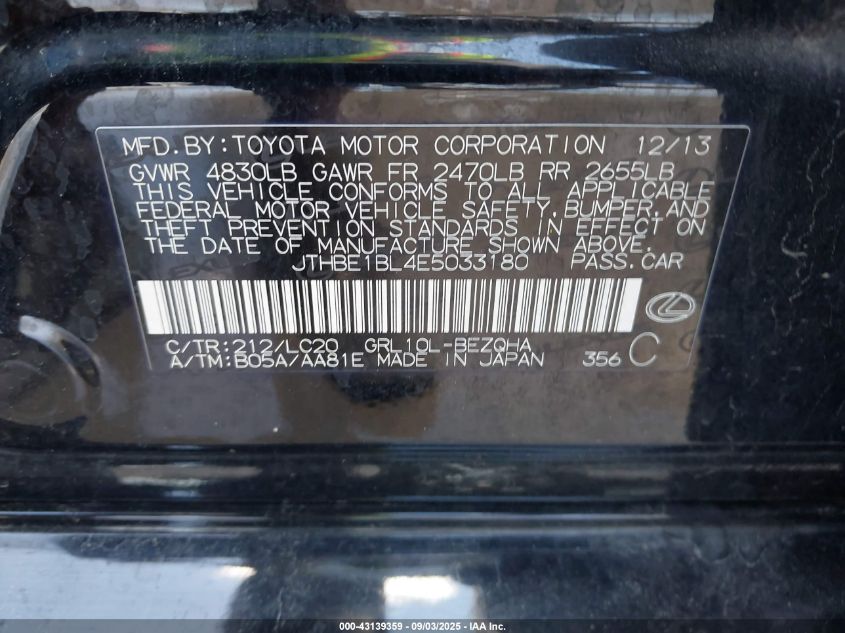 MFD.BY:TOYOTA MOTOR CORPORATION 12/13
GVWR 4830LB GAWR FR 2470LB RR 2655LB
THIS VEHICLE CONFORMS TO ALL APPLICABLE
FEDERAL MOTOR VEHICLE SAFETY,BUMPER,AND
THEFT PREVENTION STANDARDS IN EFFECT ON
THE DATE OF MANUFACTURE SHOWN ABOVE.
JTHBE1BL4E5033180 PASS.CAR
C/TR:212/LC20 GRL10L-BEZQHA
A/TM:B05A/AA81E MADE IN JAPAN 356 C
000-43139359 - 09/03/2025 - IAA Inc.